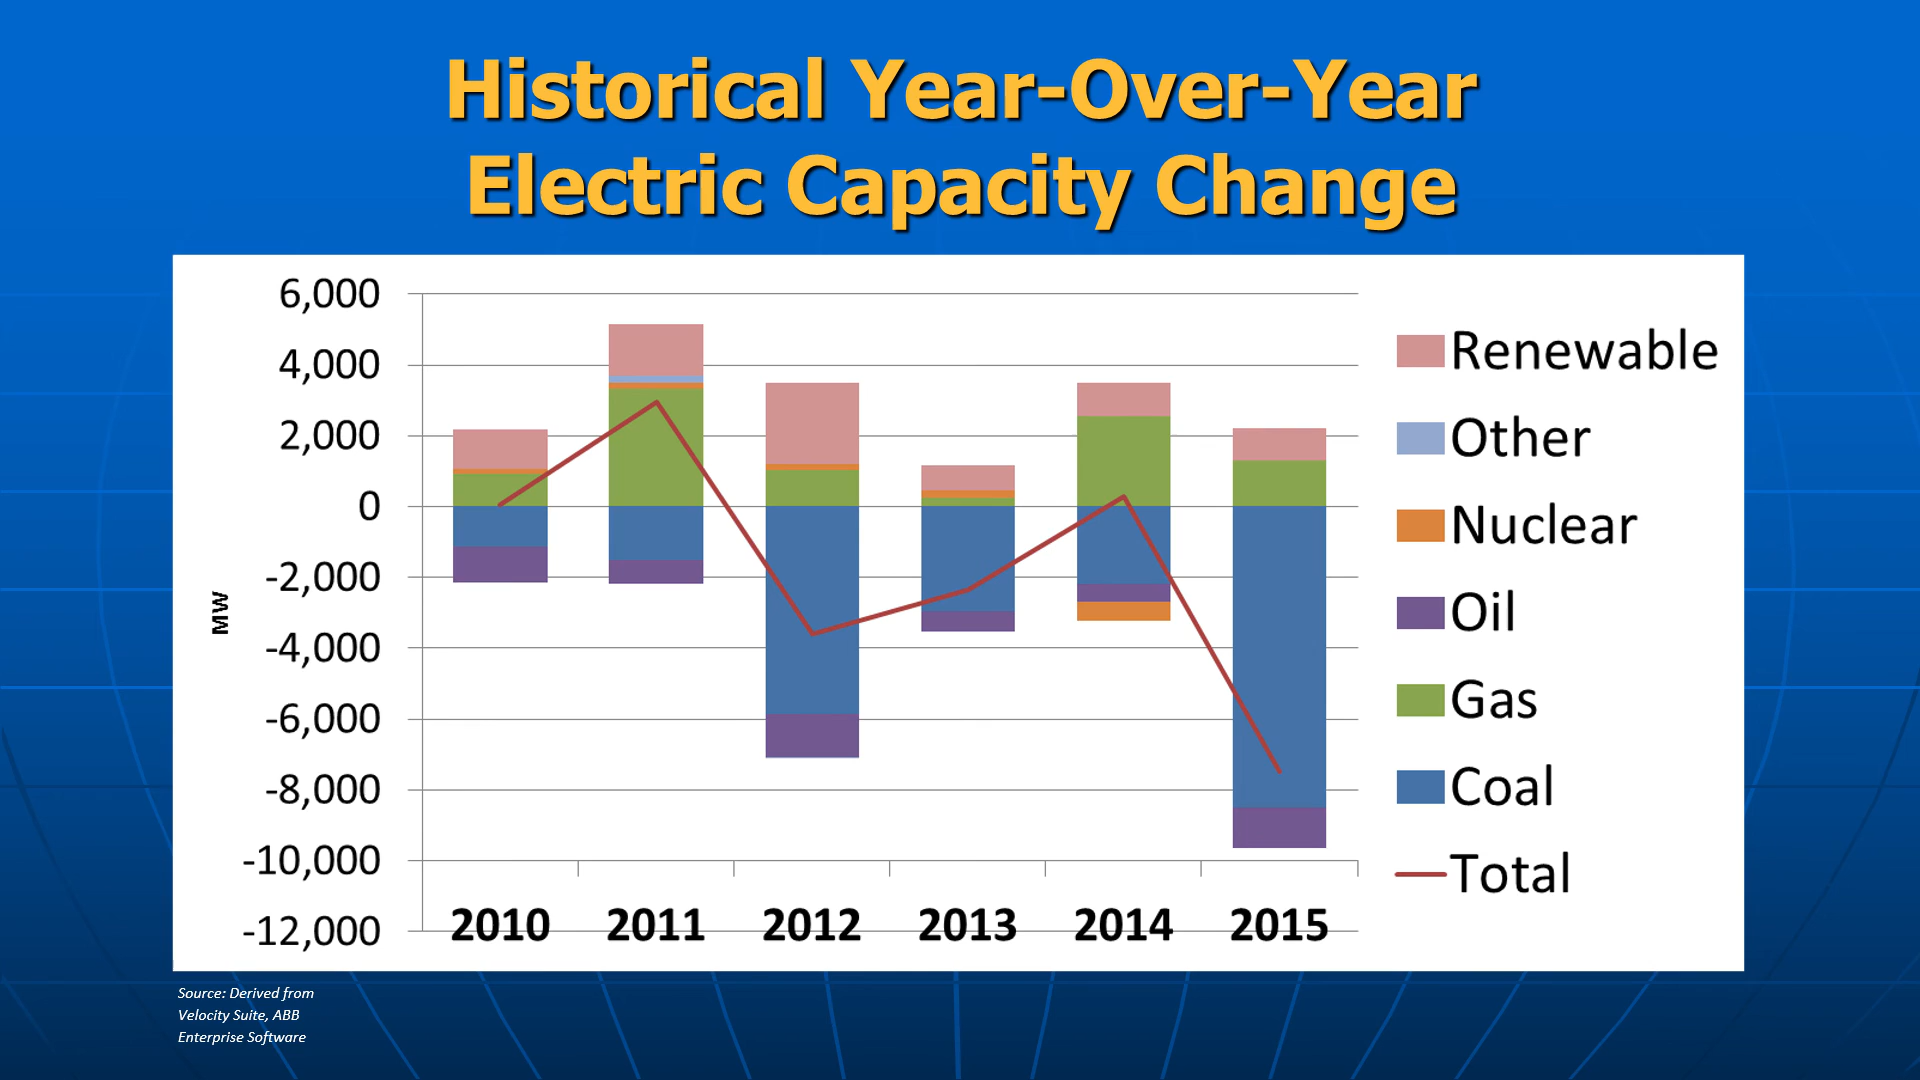 Historical Year-Over-Year
Electric Capacity Change
6,000
4,000
2,000
0
-2,000
-4,000
-6,000
-8,000
-10,000
-12,000
MW
2010
2011
2012
2013
2014
2015
Renewable
Other
Nuclear
Oil
Gas
Coal
Total
Source: Derived from
Velocity Suite, ABB
Enterprise Software